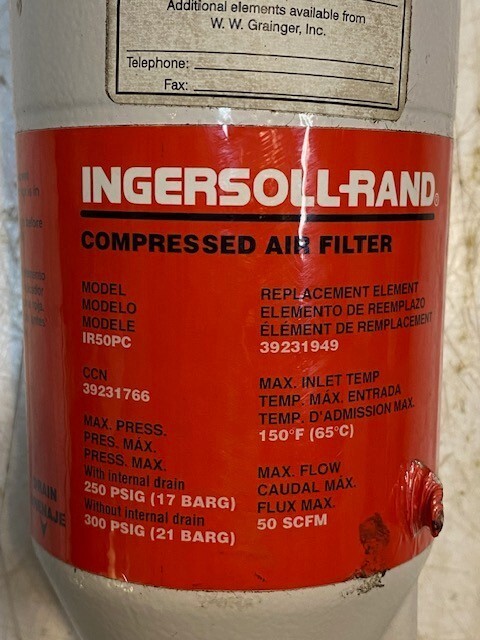 Additional elements available from
W. W. Grainger, Inc.
Telephone:
Fax:
INGERSOLL-RAND®
COMPRESSED AIR FILTER
MODEL
MODELO
MODELE
IR50PC
CCN
39231766
MAX. PRESS.
PRES. MÁX.
PRESS. MAX.
With internal drain
250 PSIG (17 BARG)
Without internal drain
300 PSIG (21 BARG)
REPLACEMENT ELEMENT
ELEMENTO DE REEMPLAZO
ÉLÉMENT DE REMPLACEMENT
39231949
MAX. INLET TEMP
TEMP. MÁX. ENTRADA
TEMP. D'ADMISSION MAX.
150°F (65°C)
MAX. FLOW
CAUDAL MÁX.
FLUX MAX.
50 SCFM